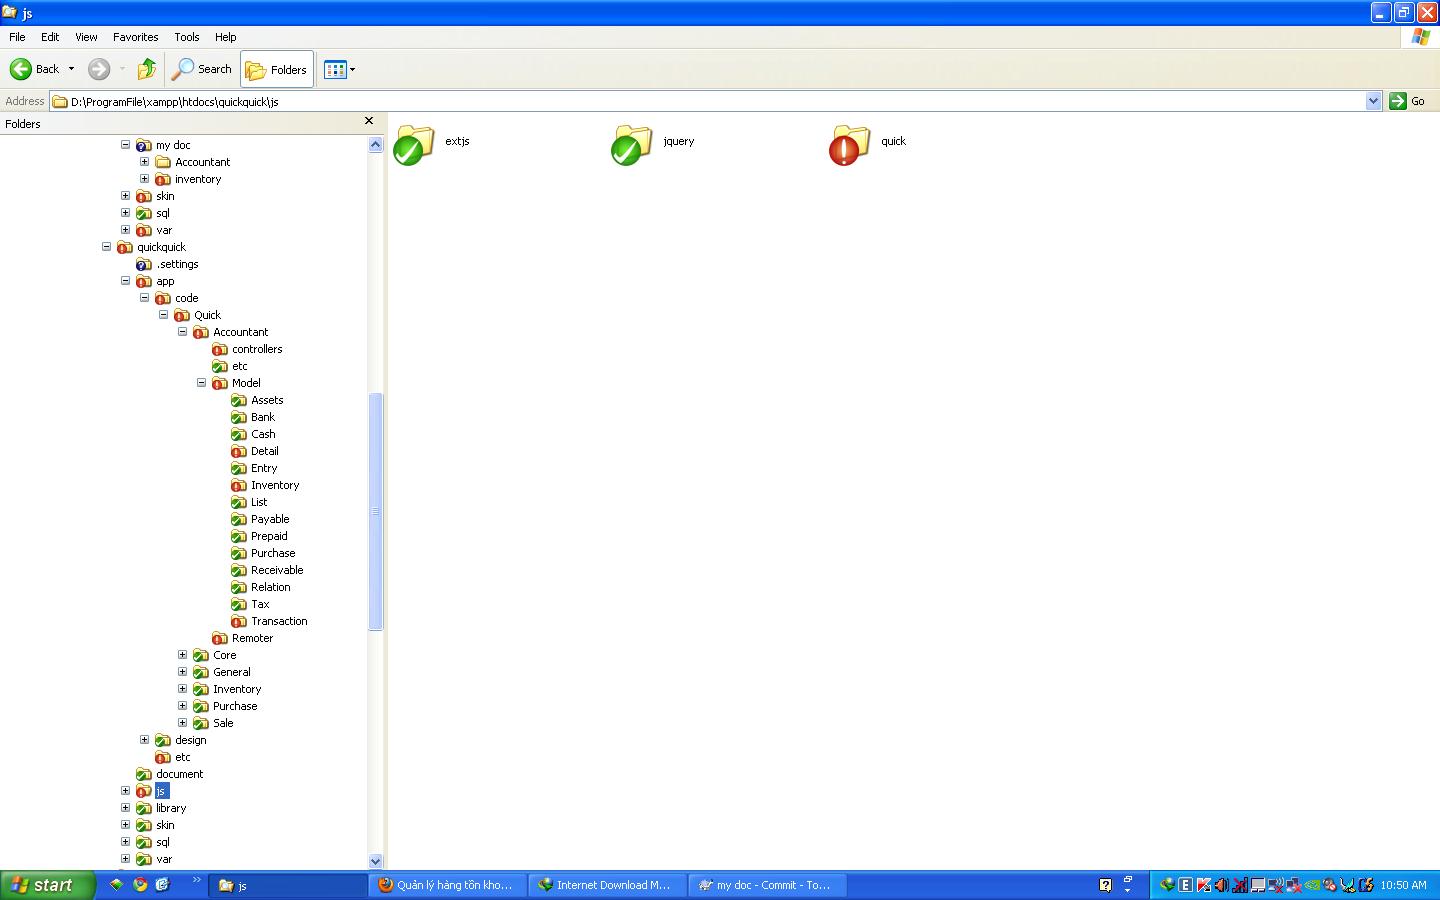 js
File Edit View Favorites Tools Help
Back Search Folders
Address D:\ProgramFile\xampp\htdocs\quickquick\js Go
Folders
my doc
Accountant
inventory
skin
sql
var
quickquick
.settings
app
code
Quick
Accountant
controllers
etc
Model
Assets
Bank
Cash
Detail
Entry
Inventory
List
Payable
Prepaid
Purchase
Receivable
Relation
Tax
Transaction
Remoter
Core
General
Inventory
Purchase
Sale
design
etc
document
js
library
skin
sql
var
extjs jquery quick
start js Quản lý hàng tồn kho... Internet Download M... my doc - Commit - To... 10:50 AM